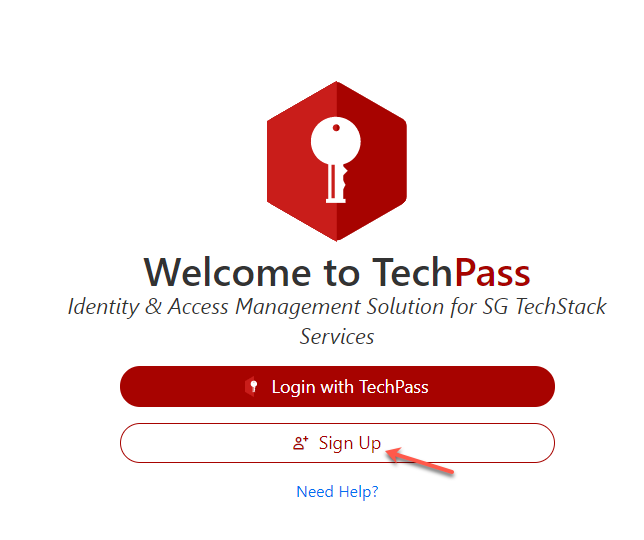 Welcome to TechPass
Identity & Access Management Solution for SG TechStack
Services
Login with TechPass
Sign Up
Need Help?